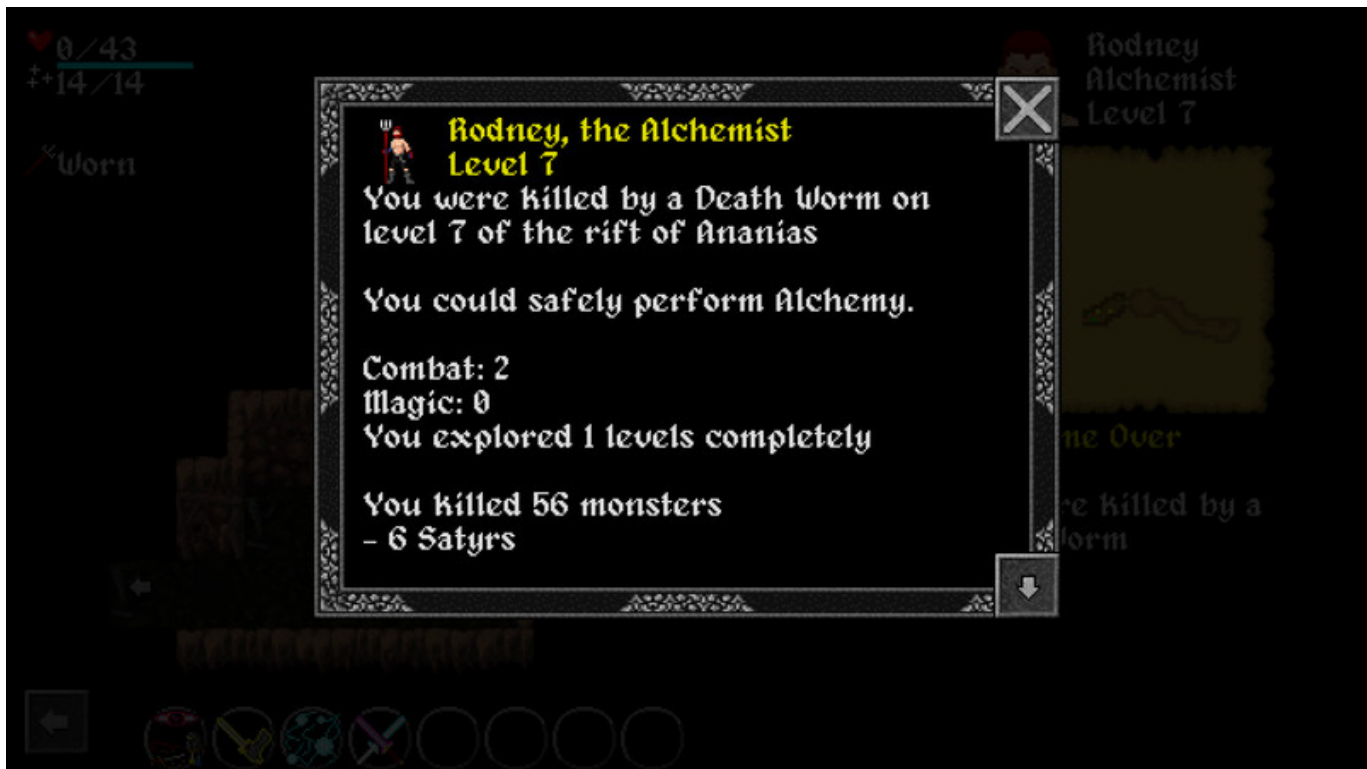 0/43
14/14
Worn
Rodney
Alchemist
Level 7
Rodney, the Alchemist
Level 7
You were killed by a Death Worm on
level 7 of the rift of Ananias
You could safely perform Alchemy.
Combat: 2
Magic: 0
You explored 1 levels completely
You killed 56 monsters
- 6 Satyrs
ne Over
re killed by a
orm